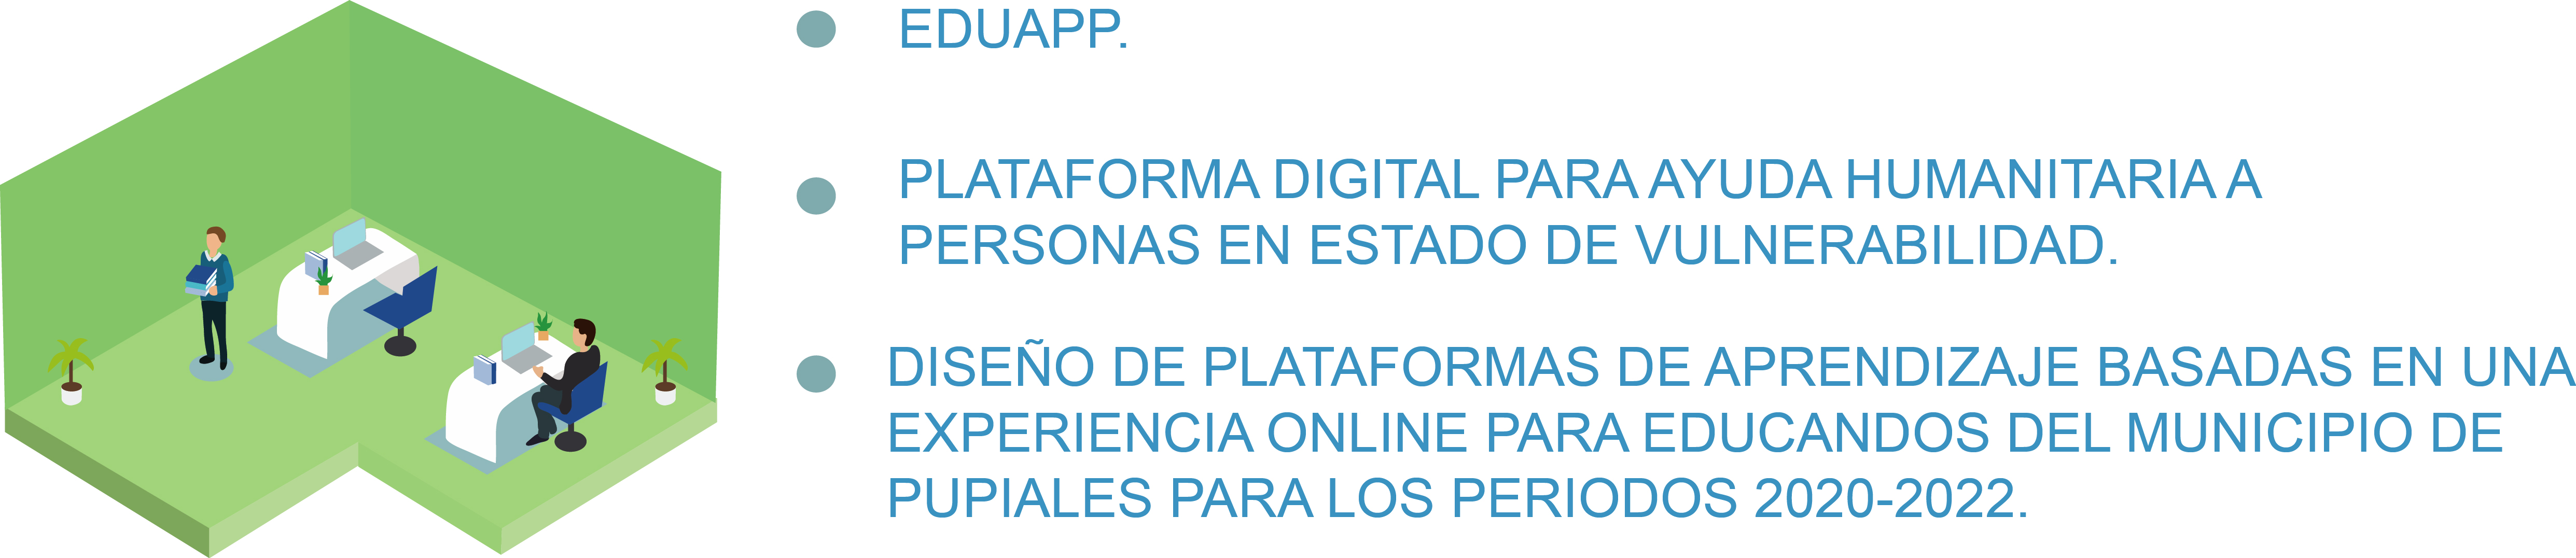 EDUAPP.
PLATAFORMA DIGITAL PARA AYUDA HUMANITARIA A
PERSONAS EN ESTADO DE VULNERABILIDAD.
DISEÑO DE PLATAFORMAS DE APRENDIZAJE BASADAS EN UNA
EXPERIENCIA ONLINE PARA EDUCANDOS DEL MUNICIPIO DE
PUPIALES PARA LOS PERIODOS 2020-2022.